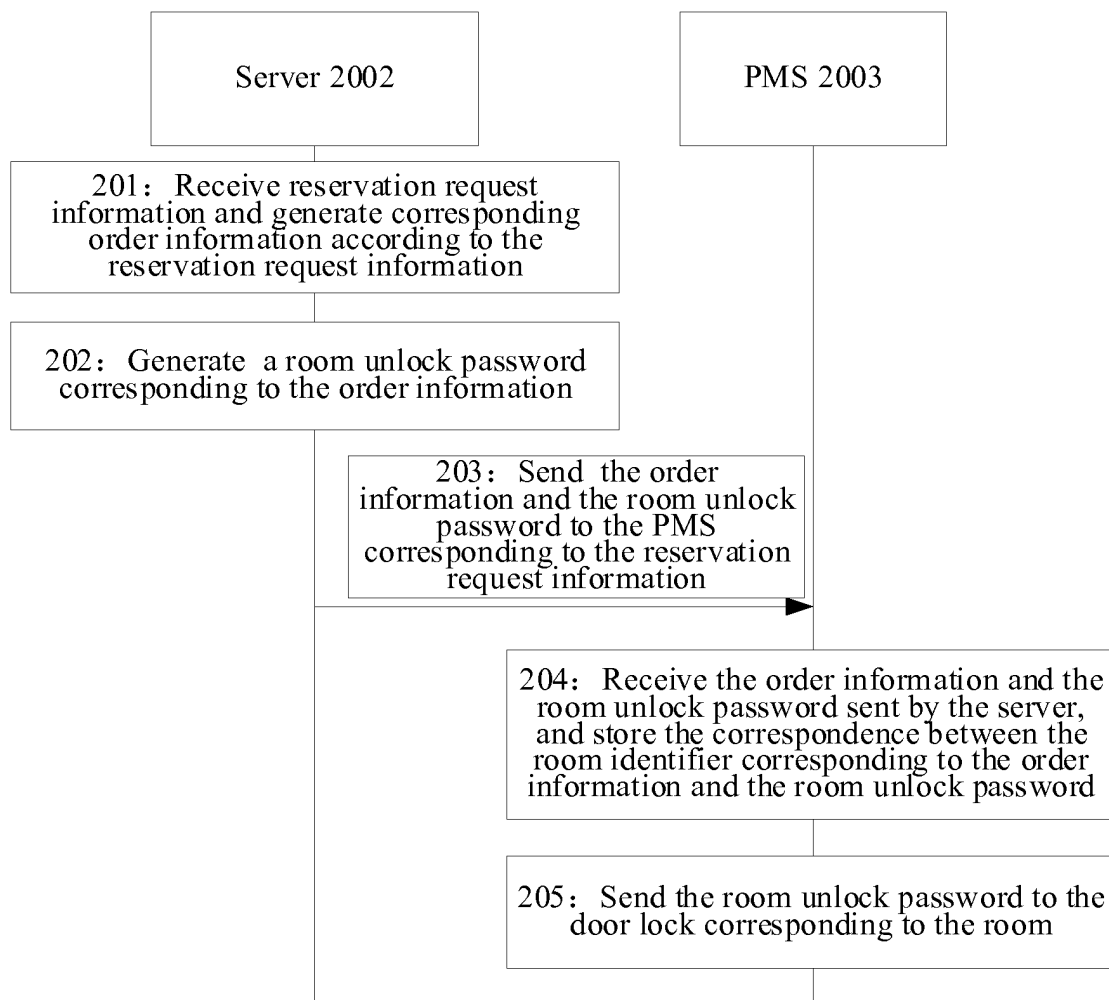 Server 2002
PMS 2003
201：Receive reservation request
information and generate corresponding
order information according to the
reservation request information
202：Generate a room unlock password
corresponding to the order information
203：Send the order
information and the room unlock
password to the PMS
corresponding to the reservation
request information
204：Receive the order information and the
room unlock password sent by the server,
and store the correspondence between the
room identifier corresponding to the order
information and the room unlock password
205：Send the room unlock password to the
door lock corresponding to the room